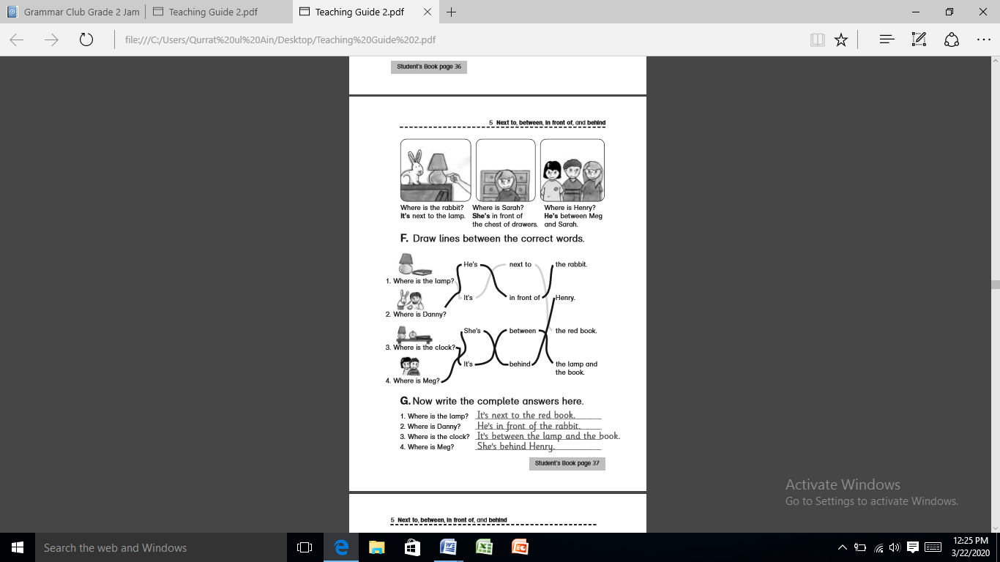 Grammar Club Grade 2 Jam
Teaching Guide 2.pdf
Teaching Guide 2.pdf
file:///C:/Users/Qurrat%20ul%20Ain/Desktop/Teaching%20Guide%202.pdf
Student's Book page 36
5 Next to, between, in front of, and behind
Where is the rabbit?
It's next to the lamp.
Where is Sarah?
She's in front of
the chest of drawers.
Where is Henry?
He's between Meg
and Sarah.
F. Draw lines between the correct words.
He's next to the rabbit.
1. Where is the lamp?
It's in front of Henry.
2. Where is Danny?
She's between the red book.
3. Where is the clock?
It's behind the lamp and
the book.
4. Where is Meg?
G. Now write the complete answers here.
1. Where is the lamp? It's next to the red book.
2. Where is Danny? He's in front of the rabbit.
3. Where is the clock? It's between the lamp and the book.
4. Where is Meg? She's behind Henry.
Student's Book page 37
5 Next to, between, in front of, and behind
Activate Windows
Go to Settings to activate Windows.
Search the web and Windows
12:25 PM
3/22/2020